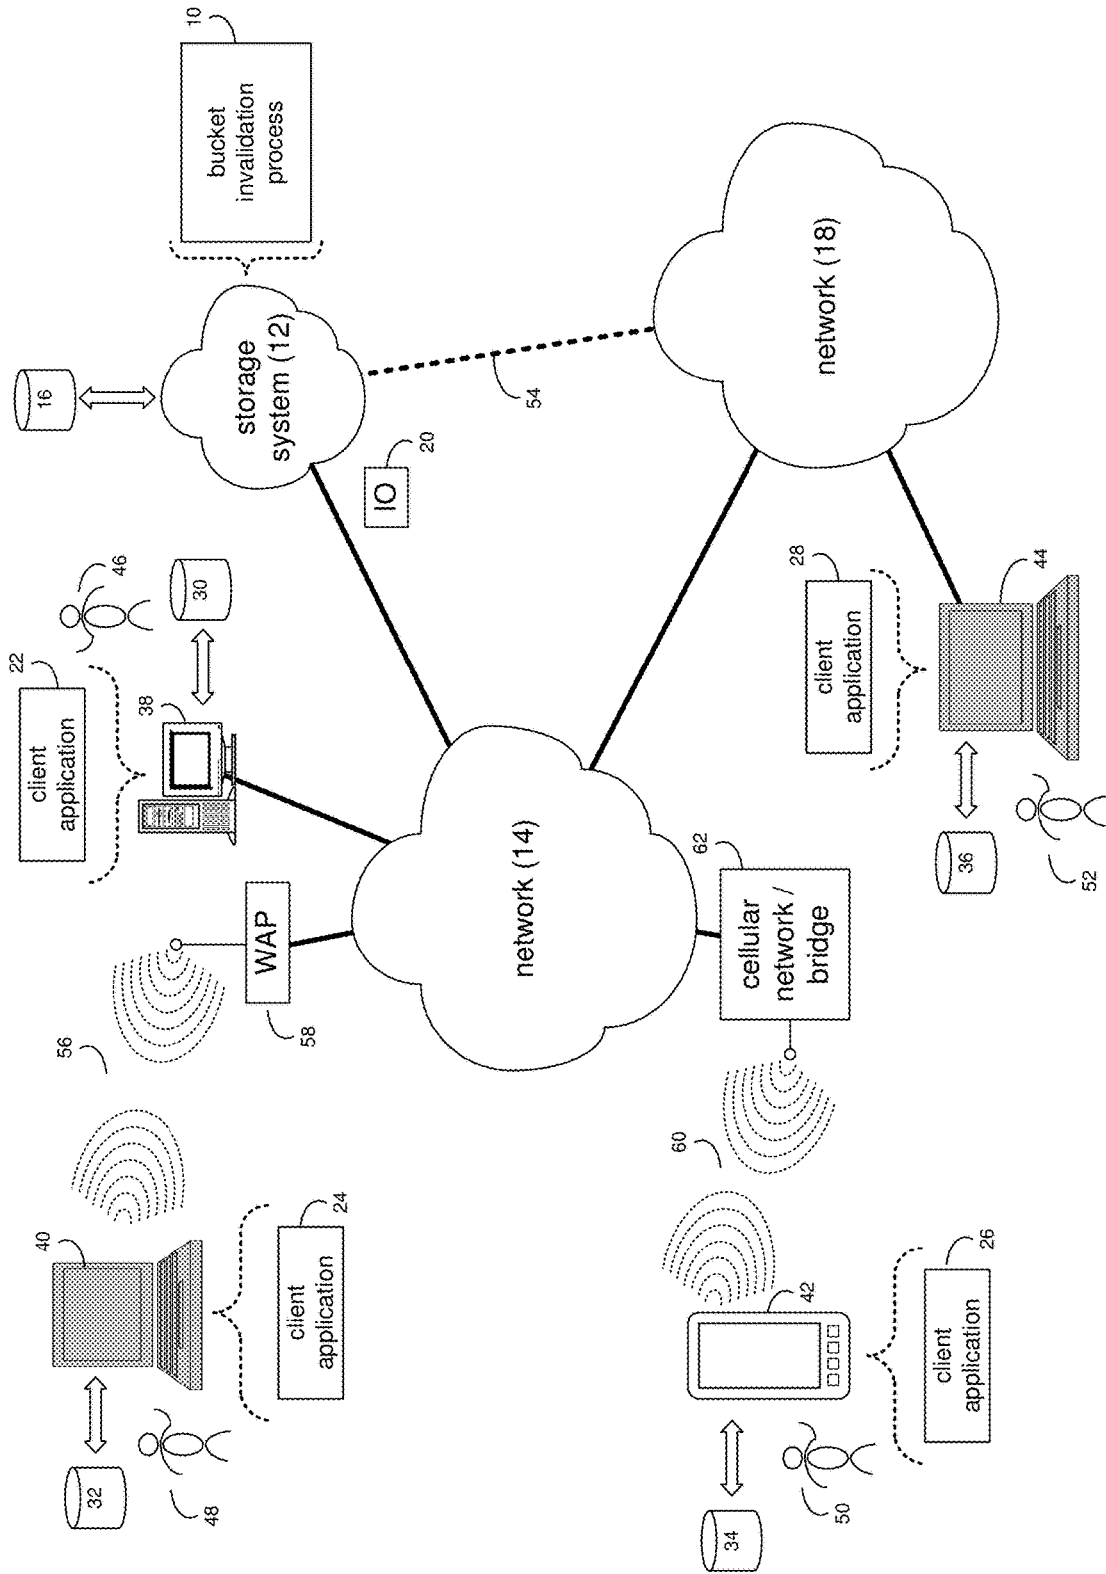 40
32
48
24
client
application
56
58
WAP
22
client
application
38
46
30
16
10
bucket
invalidation
process
storage
system (12)
IO
20
54
network (14)
network (18)
60
62
cellular
network /
bridge
42
34
50
26
client
application
28
client
application
44
36
52